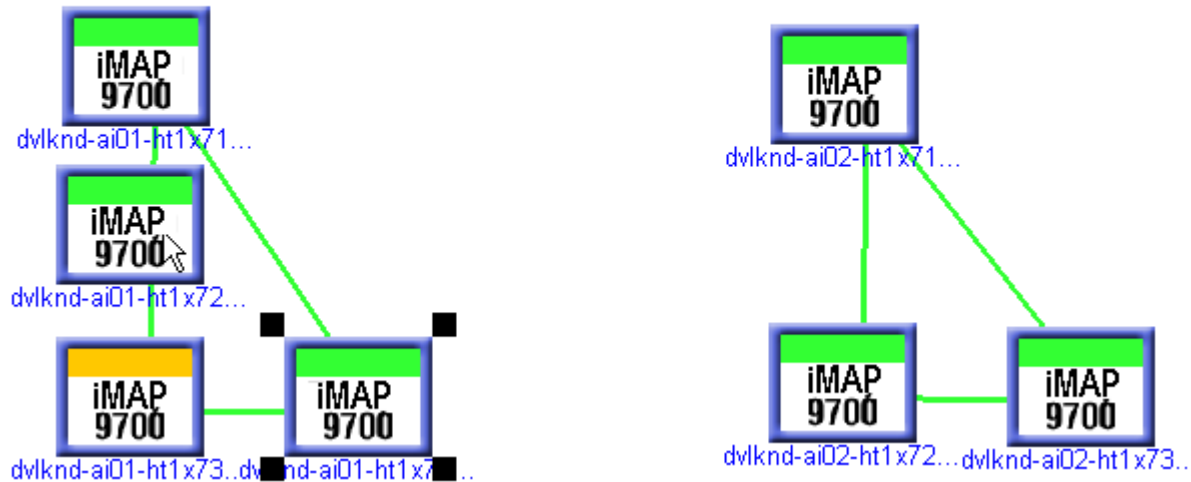 iMAP
9700
dvlknd-ai01-ht1x71...
iMAP
9700
dvlknd-ai01-ht1x72...
iMAP
9700
dvlknd-ai01-ht1x73...
iMAP
9700
iMAP
9700
dvlknd-ai02-ht1x71...
iMAP
9700
dvlknd-ai02-ht1x72...
iMAP
9700
dvlknd-ai02-ht1x73...